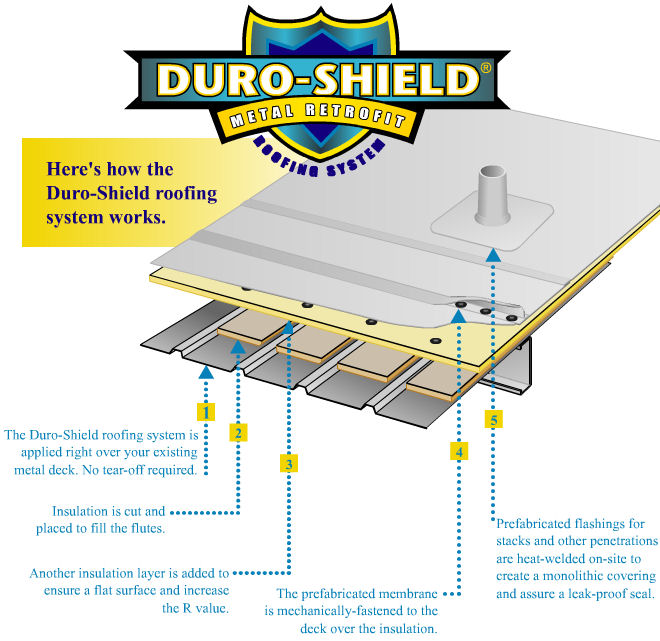 DURO-SHIELD®
METAL RETROFIT
ROOFING SYSTEM
Here's how the
Duro-Shield roofing
system works.
1
The Duro-Shield roofing system is
applied right over your existing
metal deck. No tear-off required.
2
Insulation is cut and
placed to fill the flutes.
3
Another insulation layer is added to
ensure a flat surface and increase
the R value.
4
The prefabricated membrane
is mechanically-fastened to the
deck over the insulation.
5
Prefabricated flashings for
stacks and other penetrations
are heat-welded on-site to
create a monolithic covering
and assure a leak-proof seal.